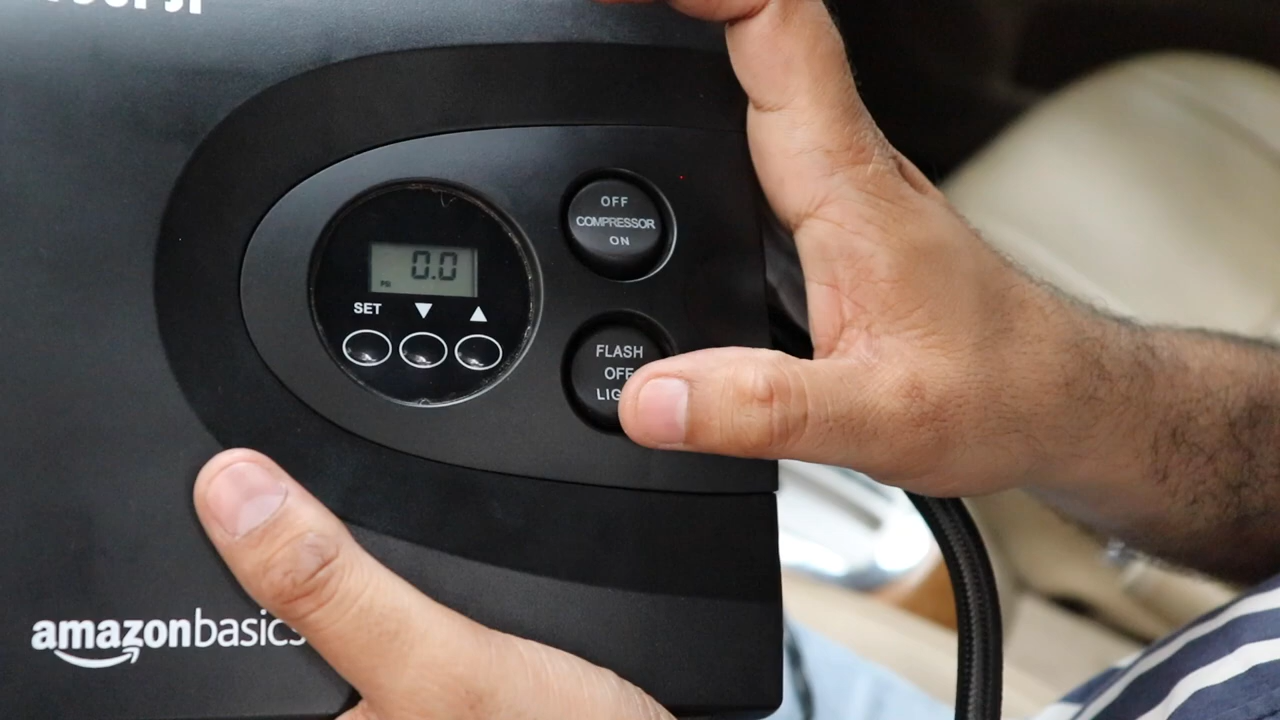 0.0
PSI
SET
OFF
COMPRESSOR
ON
FLASH
OFF
amazonbasics